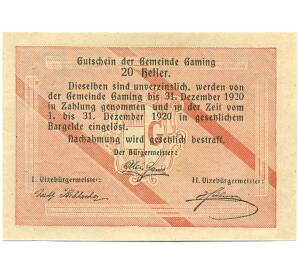 Gutschein der Gemeinde Gaming
20 Heller.
Dieselben sind unverzinslich, werden von
der Gemeinde Gaming bis 31. Dezember 1920
in Zahlung genommen und in der Zeit vom
1. bis 31. Dezember 1920 in gesetzlichem
Bargelde eingelöst.
Nachahmung wird gesetzlich bestraft.
Der Bürgermeister:
I. Vizebürgermeister: II. Vizebürgermeister: